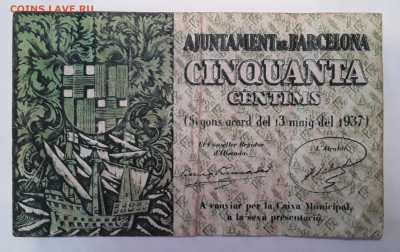 COINS.LAVE.RU
AJUNTAMENT DE BARCELONA
CINQUANTA
CENTIMS
(Segons acord del 13 maig del 1937)
El Conseller Regidor
d'Hisenda,
L'Alcalde
A canviar per la Caixa Municipal,
a la seva presentació